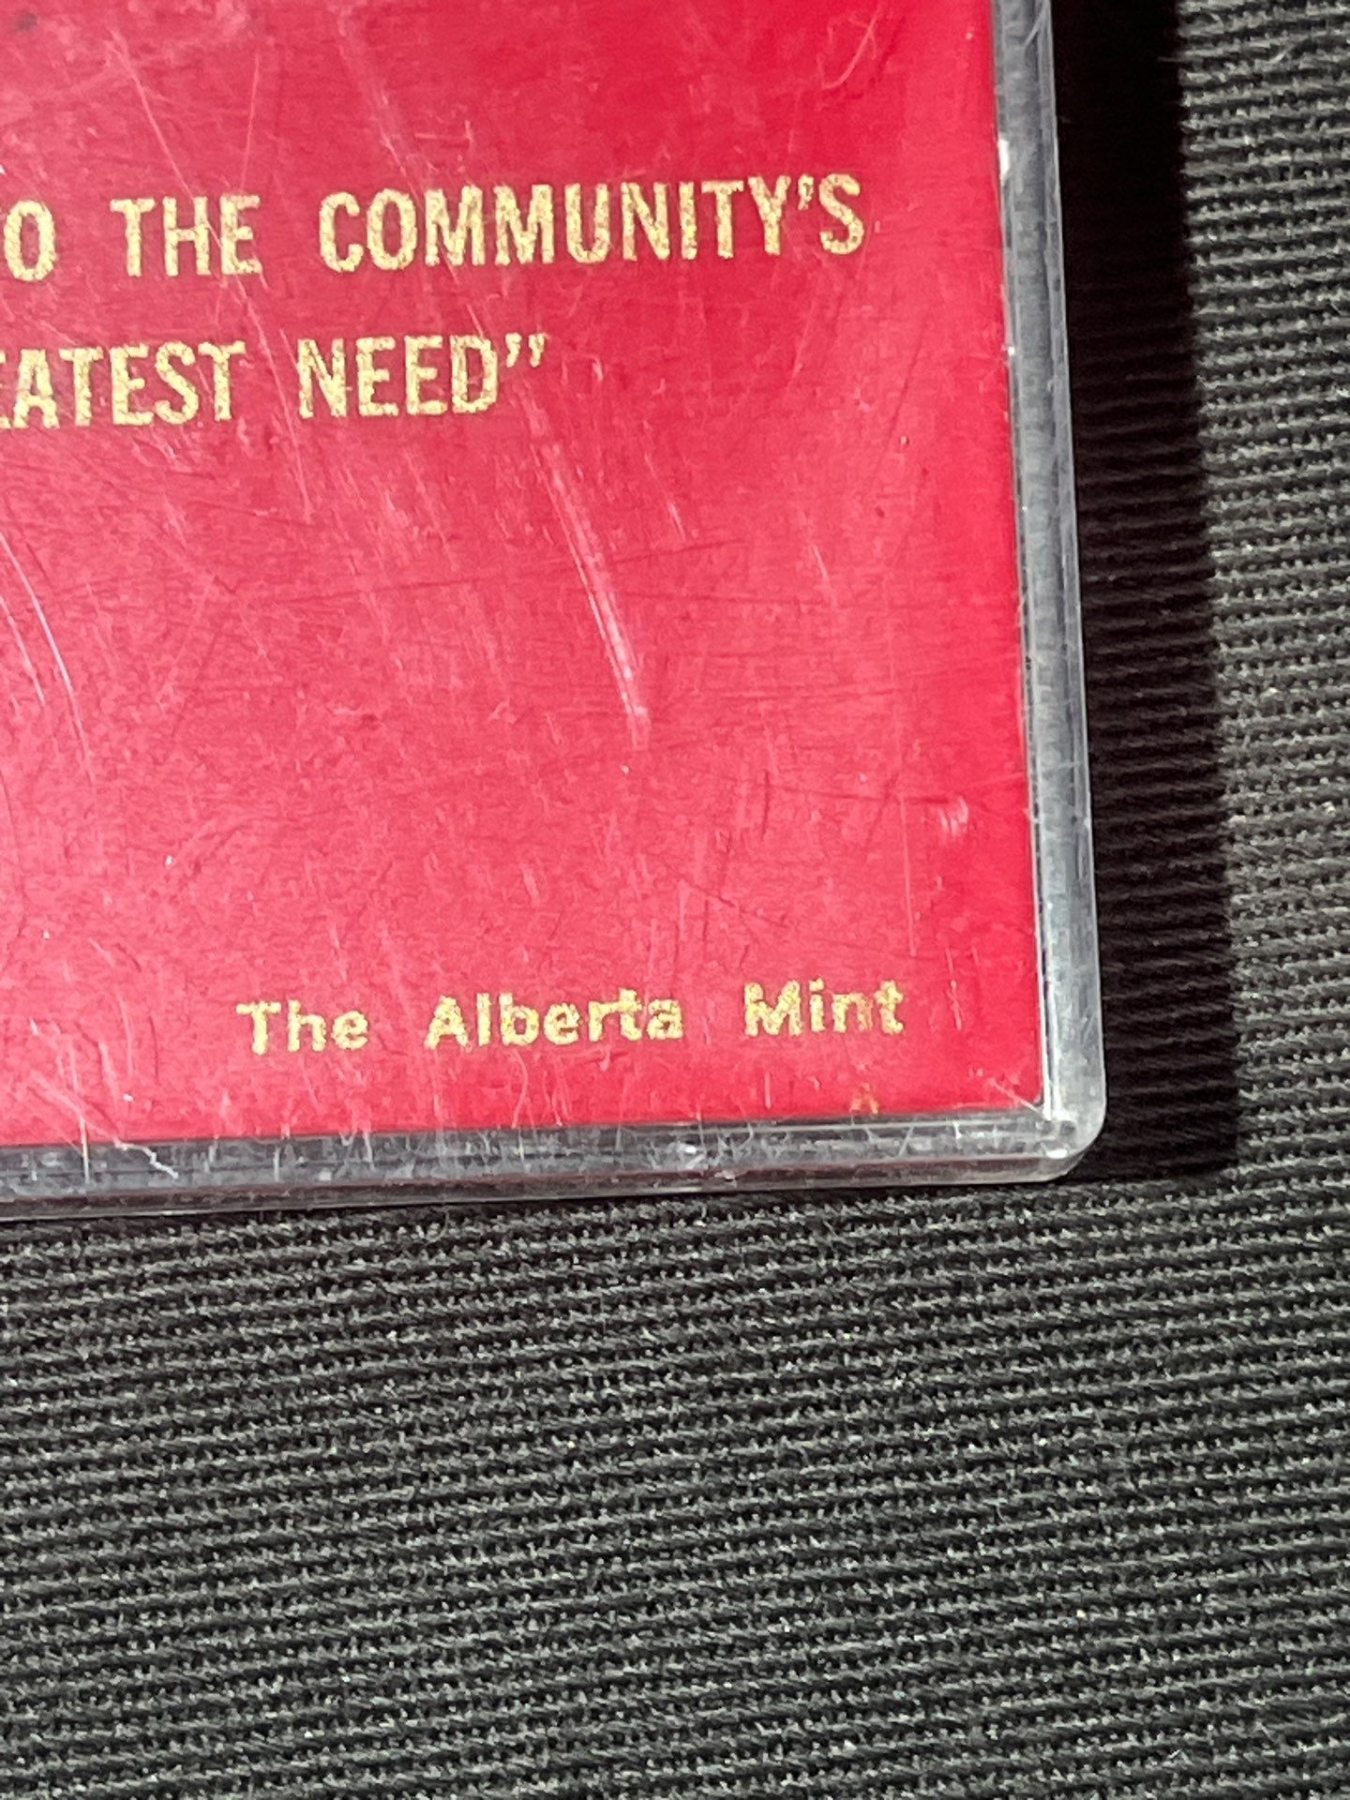 O THE COMMUNITY'S
EATEST NEED”
The Alberta Mint